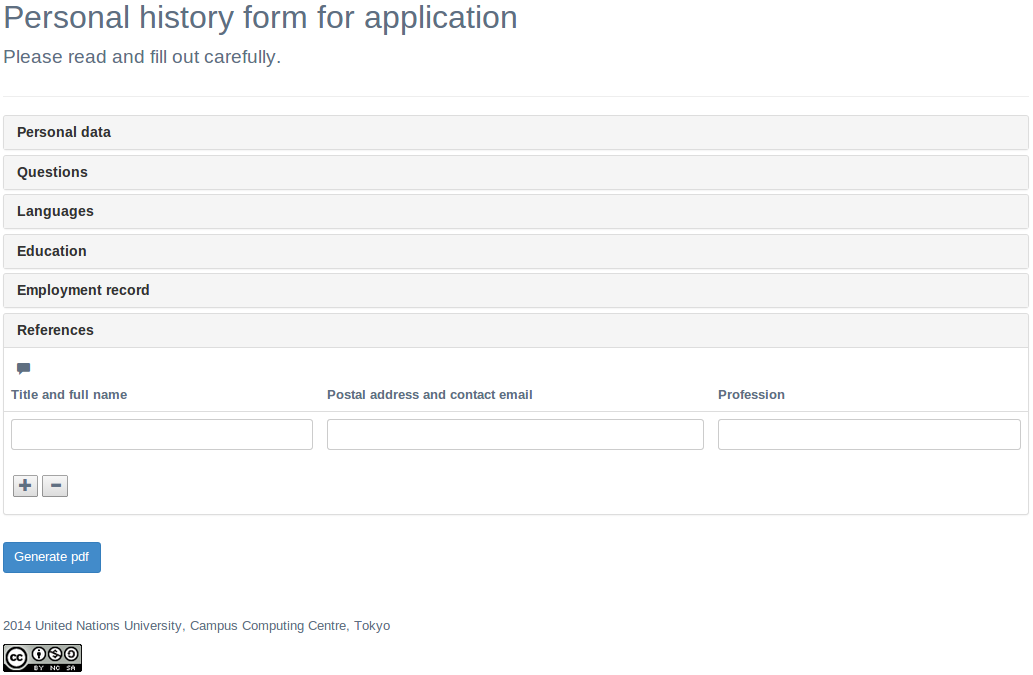 Personal history form for application
Please read and fill out carefully.
Personal data
Questions
Languages
Education
Employment record
References
Title and full name Postal address and contact email Profession
Generate pdf
2014 United Nations University, Campus Computing Centre, Tokyo
cc BY NC SA